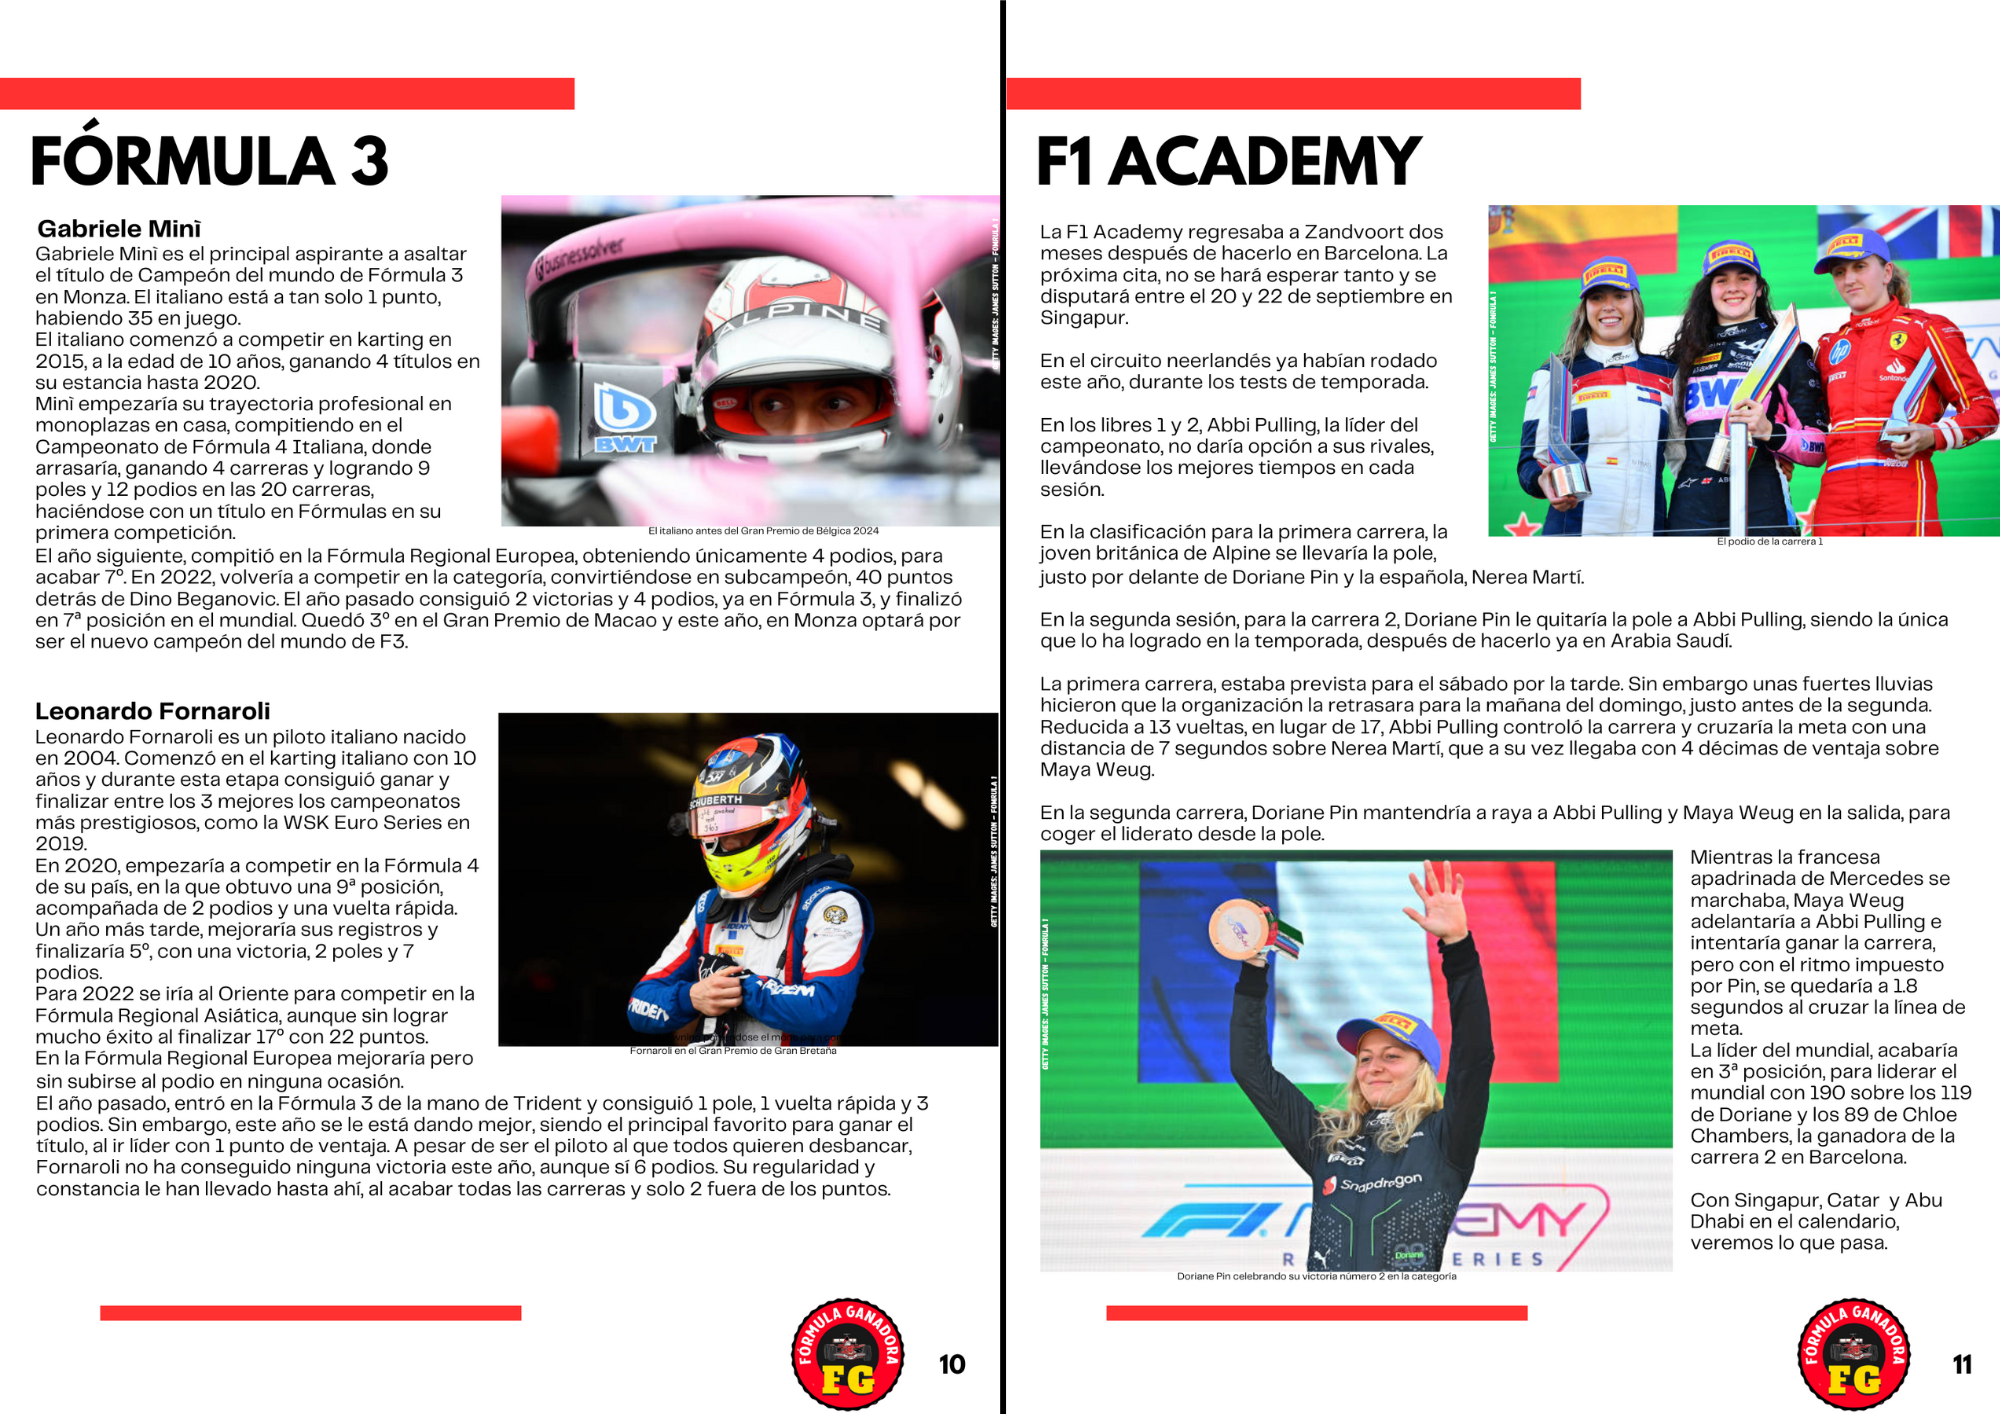 FÓRMULA 3
Gabriele Minì
Gabriele Minì es el principal aspirante a asaltar
el título de Campeón del mundo de Fórmula 3
en Monza. El italiano está a tan solo 1 punto,
habiendo 35 en juego.
El italiano comenzó a competir en karting en
2015, a la edad de 10 años, ganando 4 títulos en
su estancia hasta 2020.
Minì empezaría su trayectoria profesional en
monoplazas en casa, compitiendo en el
Campeonato de Fórmula 4 Italiana, donde
arrasaría, ganando 4 carreras y logrando 9
poles y 12 podios en las 20 carreras,
haciéndose con un título en Fórmulas en su
primera competición.
El año siguiente, compitió en la Fórmula Regional Europea, obteniendo únicamente 4 podios, para
acabar 7º. En 2022, volvería a competir en la categoría, convirtiéndose en subcampeón, 40 puntos
detrás de Dino Beganovic. El año pasado consiguió 2 victorias y 4 podios, ya en Fórmula 3, y finalizó
en 7ª posición en el mundial. Quedó 3º en el Gran Premio de Macao y este año, en Monza optará por
ser el nuevo campeón del mundo de F3.
businessolver
ALPINE
BELL
BWT
GETTY IMAGES: JAMES SUTTON - FOMRULA 1
El italiano antes del Gran Premio de Bélgica 2024
Leonardo Fornaroli
Leonardo Fornaroli es un piloto italiano nacido
en 2004. Comenzó en el karting italiano con 10
años y durante esta etapa consiguió ganar y
finalizar entre los 3 mejores los campeonatos
más prestigiosos, como la WSK Euro Series en
2019.
En 2020, empezaría a competir en la Fórmula 4
de su país, en la que obtuvo una 9ª posición,
acompañada de 2 podios y una vuelta rápida.
Un año más tarde, mejoraría sus registros y
finalizaría 5º, con una victoria, 2 poles y 7
podios.
Para 2022 se iría al Oriente para competir en la
Fórmula Regional Asiática, aunque sin lograr
mucho éxito al finalizar 17º con 22 puntos.
En la Fórmula Regional Europea mejoraría pero
sin subirse al podio en ninguna ocasión.
El año pasado, entró en la Fórmula 3 de la mano de Trident y consiguió 1 pole, 1 vuelta rápida y 3
podios. Sin embargo, este año se le está dando mejor, siendo el principal favorito para ganar el
título, al ir líder con 1 punto de ventaja. A pesar de ser el piloto al que todos quieren desbancar,
Fornaroli no ha conseguido ninguna victoria este año, aunque sí 6 podios. Su regularidad y
constancia le han llevado hasta ahí, al acabar todas las carreras y solo 2 fuera de los puntos.
SCHUBERTH
TRIDENT
GETTY IMAGES: JAMES SUTTON - FOMRULA 1
Fornaroli en el Gran Premio de Gran Bretaña
FÓRMULA GANADORA
FG
10
F1 ACADEMY
La F1 Academy regresaba a Zandvoort dos
meses después de hacerlo en Barcelona. La
próxima cita, no se hará esperar tanto y se
disputará entre el 20 y 22 de septiembre en
Singapur.
En el circuito neerlandés ya habían rodado
este año, durante los tests de temporada.
En los libres 1 y 2, Abbi Pulling, la líder del
campeonato, no daría opción a sus rivales,
llevándose los mejores tiempos en cada
sesión.
En la clasificación para la primera carrera, la
joven británica de Alpine se llevaría la pole,
justo por delante de Doriane Pin y la española, Nerea Martí.
PIRELLI
PIRELLI
PIRELLI
BWT
hp
Santander
GETTY IMAGES: JAMES SUTTON - FOMRULA 1
El podio de la carrera 1
En la segunda sesión, para la carrera 2, Doriane Pin le quitaría la pole a Abbi Pulling, siendo la única
que lo ha logrado en la temporada, después de hacerlo ya en Arabia Saudí.
La primera carrera, estaba prevista para el sábado por la tarde. Sin embargo unas fuertes lluvias
hicieron que la organización la retrasara para la mañana del domingo, justo antes de la segunda.
Reducida a 13 vueltas, en lugar de 17, Abbi Pulling controló la carrera y cruzaría la meta con una
distancia de 7 segundos sobre Nerea Martí, que a su vez llegaba con 4 décimas de ventaja sobre
Maya Weug.
En la segunda carrera, Doriane Pin mantendría a raya a Abbi Pulling y Maya Weug en la salida, para
coger el liderato desde la pole.
Mientras la francesa
apadrinada de Mercedes se
marchaba, Maya Weug
adelantaría a Abbi Pulling e
intentaría ganar la carrera,
pero con el ritmo impuesto
por Pin, se quedaría a 1.8
segundos al cruzar la línea de
meta.
La líder del mundial, acabaría
en 3ª posición, para liderar el
mundial con 190 sobre los 119
de Doriane y los 89 de Chloe
Chambers, la ganadora de la
carrera 2 en Barcelona.
Con Singapur, Catar y Abu
Dhabi en el calendario,
veremos lo que pasa.
GETTY IMAGES: JAMES SUTTON - FOMRULA 1
PIRELLI
PIRELLI
Snapdragon
Doriane
EMY
ERIES
Doriane Pin celebrando su victoria número 2 en la categoría
FÓRMULA GANADORA
FG
11